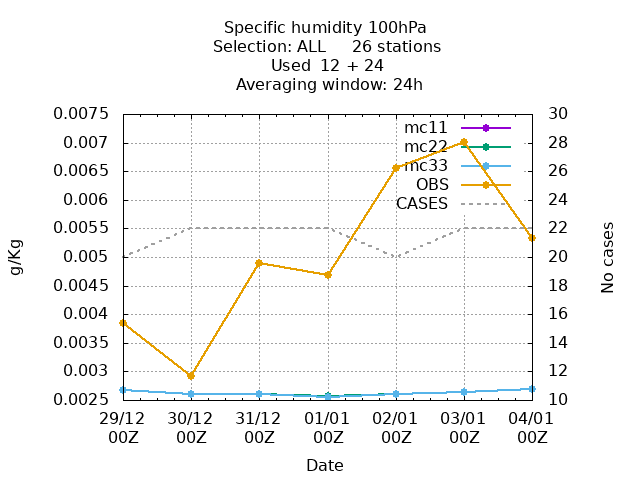 Specific humidity 100hPa
Selection: ALL 26 stations
Used 12 + 24
Averaging window: 24h
0.0075
0.007
0.0065
0.006
0.0055
0.005
0.0045
0.004
0.0035
0.003
0.0025
g/Kg
mc11
mc22
mc33
OBS
CASES
30
28
26
24
22
20
18
16
14
12
10
No cases
29/12 30/12 31/12 01/01 02/01 03/01 04/01
00Z 00Z 00Z 00Z 00Z 00Z 00Z
Date